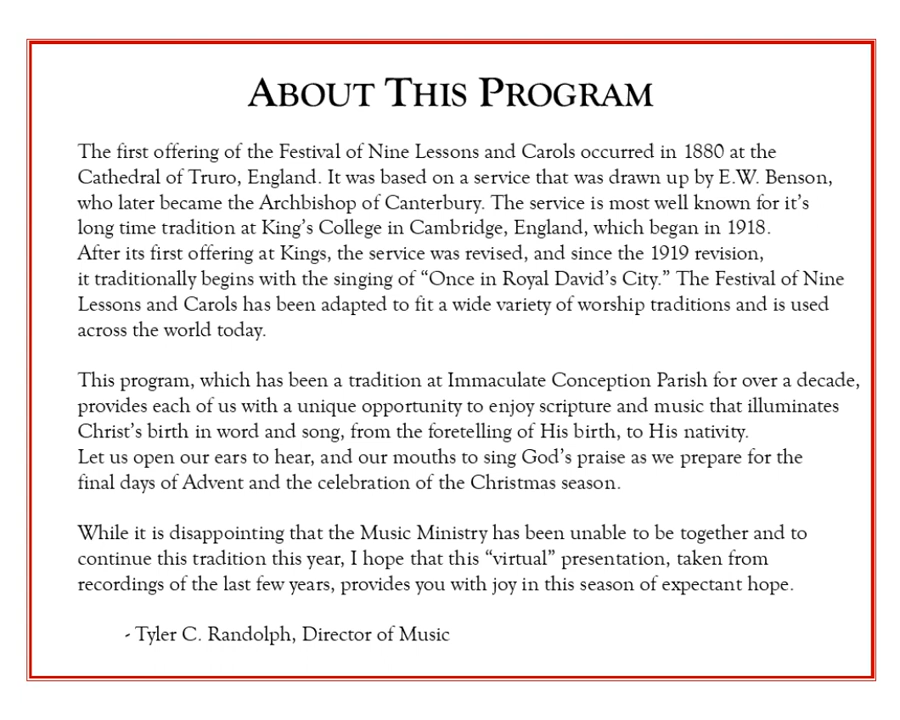 About This Program
The first offering of the Festival of Nine Lessons and Carols occurred in 1880 at the
Cathedral of Truro, England. It was based on a service that was drawn up by E.W. Benson,
who later became the Archbishop of Canterbury. The service is most well known for it’s
long time tradition at King’s College in Cambridge, England, which began in 1918.
After its first offering at Kings, the service was revised, and since the 1919 revision,
it traditionally begins with the singing of “Once in Royal David’s City.” The Festival of Nine
Lessons and Carols has been adapted to fit a wide variety of worship traditions and is used
across the world today.
This program, which has been a tradition at Immaculate Conception Parish for over a decade,
provides each of us with a unique opportunity to enjoy scripture and music that illuminates
Christ’s birth in word and song, from the foretelling of His birth, to His nativity.
Let us open our ears to hear, and our mouths to sing God’s praise as we prepare for the
final days of Advent and the celebration of the Christmas season.
While it is disappointing that the Music Ministry has been unable to be together and to
continue this tradition this year, I hope that this “virtual” presentation, taken from
recordings of the last few years, provides you with joy in this season of expectant hope.
- Tyler C. Randolph, Director of Music